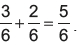 3/6 + 2/6 = 5/6.